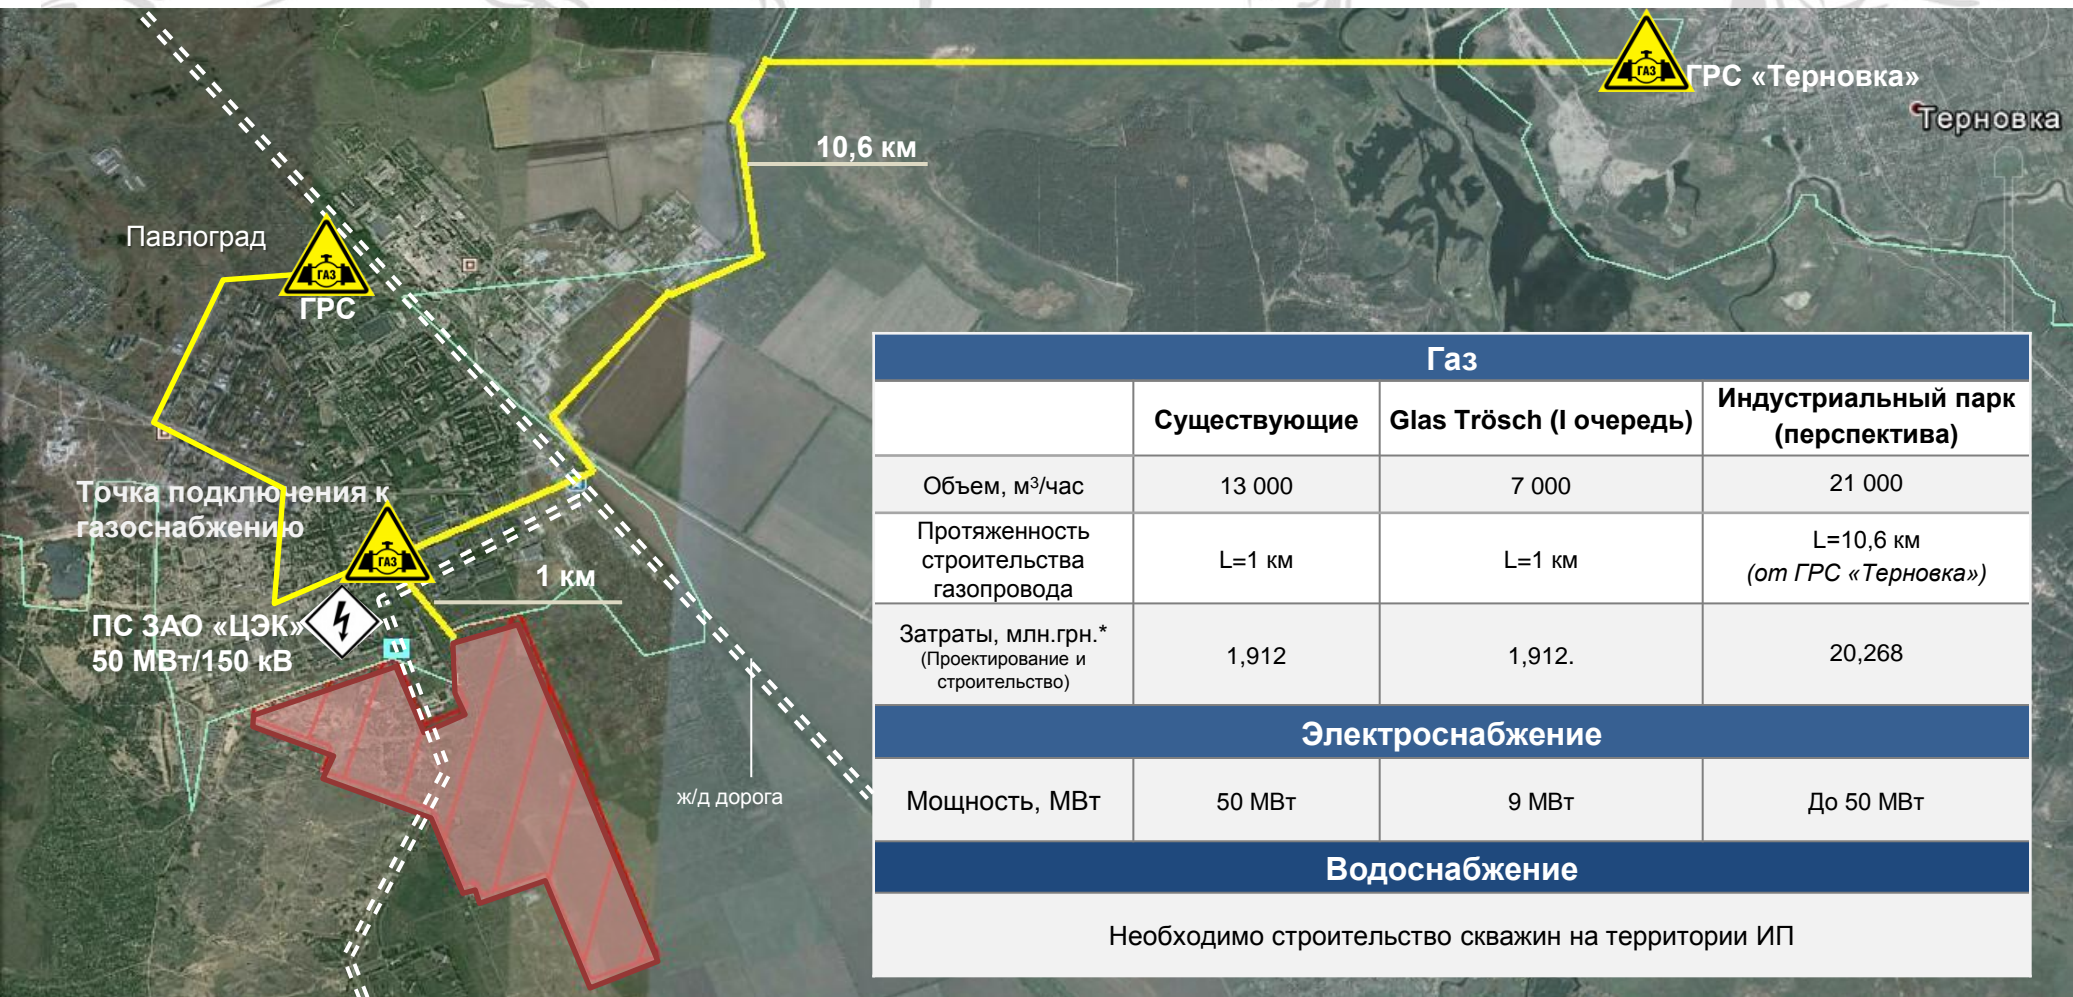 ГАЗ
ГРС «Терновка»
Терновка
10,6 км
Павлоград
ГАЗ
ГРС
Точка подключения к
газоснабжению
ГАЗ
1 км
ПС ЗАО «ЦЭК»
50 МВт/150 кВ
ж/д дорога
Газ
Существующие
Glas Trösch (I очередь)
Индустриальный парк
(перспектива)
Объем, м³/час
13 000
7 000
21 000
Протяженность
строительства
газопровода
L=1 км
L=1 км
L=10,6 км
(от ГРС «Терновка»)
Затраты, млн.грн.*
(Проектирование и
строительство)
1,912
1,912.
20,268
Электроснабжение
Мощность, МВт
50 МВт
9 МВт
До 50 МВт
Водоснабжение
Необходимо строительство скважин на территории ИП